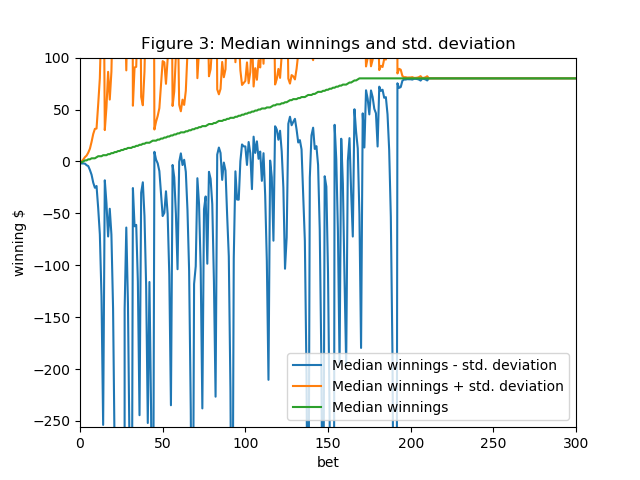 Figure 3: Median winnings and std. deviation
100
50
0
−50
−100
−150
−200
−250
winning $
Median winnings - std. deviation
Median winnings + std. deviation
Median winnings
0 50 100 150 200 250 300
bet